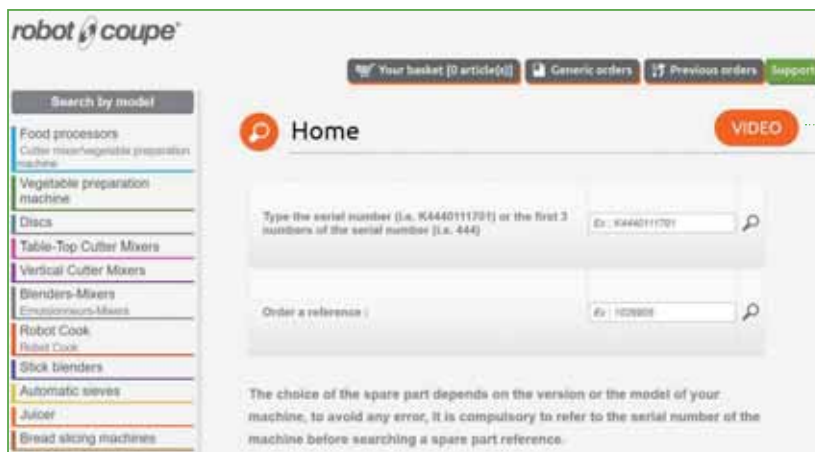 robot coupe
Your basket [0 article(s)]
Generic orders
Previous orders
Support
Search by model
Food processors
Cutter mixer/vegetable preparation
machine
Vegetable preparation
machine
Discs
Table-Top Cutter Mixers
Vertical Cutter Mixers
Blenders-Mixers
Emulsionneurs-Mixers
Robot Cook
Robot Cook
Stick blenders
Automatic sieves
Juicer
Bread slicing machines
Home
VIDEO
Type the serial number (i.e. K4440111701) or the first 3
numbers of the serial number (i.e. 444)
Ex : K4440111701
Order a reference :
Ex :
The choice of the spare part depends on the version or the model of your
machine, to avoid any error, it is compulsory to refer to the serial number of the
machine before searching a spare part reference.